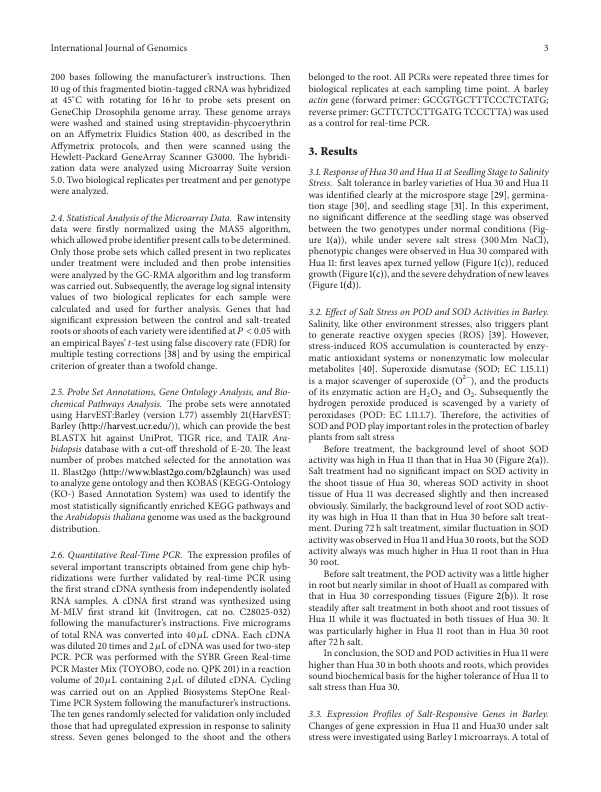 International Journal of Genomics
3
200 bases following the manufacturer's instructions. Then
10 ug of this fragmented biotin-tagged cRNA was hybridized
at 45°C with rotating for 16 hr to probe sets present on
GeneChip Drosophila genome array. These genome arrays
were washed and stained using streptavidin-phycoerythrin
on an Affymetrix Fluidics Station 400, as described in the
Affymetrix protocols, and then were scanned using the
Hewlett-Packard GeneArray Scanner G3000. The hybridi-
zation data were analyzed using Microarray Suite version
5.0. Two biological replicates per treatment and per genotype
were analyzed.
2.4. Statistical Analysis of the Microarray Data. Raw intensity
data were firstly normalized using the MAS5 algorithm,
which allowed probe identifier present calls to be determined.
Only those probe sets which called present in two replicates
under treatment were included and then probe intensities
were analyzed by the GC-RMA algorithm and log transform
was carried out. Subsequently, the average log signal intensity
values of two biological replicates for each sample were
calculated and used for further analysis. Genes that had
significant expression between the control and salt-treated
roots or shoots of each variety were identified at P < 0.05 with
an empirical Bayes' t-test using false discovery rate (FDR) for
multiple testing corrections [38] and by using the empirical
criterion of greater than a twofold change.
2.5. Probe Set Annotations, Gene Ontology Analysis, and Bio-
chemical Pathways Analysis. The probe sets were annotated
using HarvEST:Barley (version 1.77) assembly 21(HarvEST:
Barley (http://harvest.ucr.edu/)), which can provide the best
BLASTX hit against UniProt, TIGR rice, and TAIR Ara-
bidopsis database with a cut-off threshold of E-20. The least
number of probes matched selected for the annotation was
11. Blast2go (http://www.blast2go.com/b2glaunch) was used
to analyze gene ontology and then KOBAS (KEGG-Ontology
(KO-) Based Annotation System) was used to identify the
most statistically significantly enriched KEGG pathways and
the Arabidopsis thaliana genome was used as the background
distribution.
2.6. Quantitative Real-Time PCR. The expression profiles of
several important transcripts obtained from gene chip hyb-
ridizations were further validated by real-time PCR using
the first strand cDNA synthesis from independently isolated
RNA samples. A cDNA first strand was synthesized using
M-MLV first strand kit (Invitrogen, cat no. C28025-032)
following the manufacturer's instructions. Five micrograms
of total RNA was converted into 40 μL cDNA. Each cDNA
was diluted 20 times and 2 μL of cDNA was used for two-step
PCR. PCR was performed with the SYBR Green Real-time
PCR Master Mix (TOYOBO, code no. QPK 201) in a reaction
volume of 20 μL containing 2 μL of diluted cDNA. Cycling
was carried out on an Applied Biosystems StepOne Real-
Time PCR System following the manufacturer's instructions.
The ten genes randomly selected for validation only included
those that had upregulated expression in response to salinity
stress. Seven genes belonged to the shoot and the others
belonged to the root. All PCRs were repeated three times for
biological replicates at each sampling time point. A barley
actin gene (forward primer: GCCGTGCTTTCCCTCTATG;
reverse primer: GCTTCTCCTTGATG TCCCTTA) was used
as a control for real-time PCR.
3. Results
3.1. Response of Hua 30 and Hua 11 at Seedling Stage to Salinity
Stress. Salt tolerance in barley varieties of Hua 30 and Hua 11
was identified clearly at the microspore stage [29], germina-
tion stage [30], and seedling stage [31]. In this experiment,
no significant difference at the seedling stage was observed
between the two genotypes under normal conditions (Fig-
ure 1(a)), while under severe salt stress (300 Mm NaCl),
phenotypic changes were observed in Hua 30 compared with
Hua 11: first leaves apex turned yellow (Figure 1(c)), reduced
growth (Figure 1(c)), and the severe dehydration of new leaves
(Figure 1(d)).
3.2. Effect of Salt Stress on POD and SOD Activities in Barley.
Salinity, like other environment stresses, also triggers plant
to generate reactive oxygen species (ROS) [39]. However,
stress-induced ROS accumulation is counteracted by enzy-
matic antioxidant systems or nonenzymatic low molecular
metabolites [40]. Superoxide dismutase (SOD; EC 1.15.1.1)
is a major scavenger of superoxide (O²⁻), and the products
of its enzymatic action are H₂O₂ and O₂. Subsequently the
hydrogen peroxide produced is scavenged by a variety of
peroxidases (POD: EC 1.11.1.7). Therefore, the activities of
SOD and POD play important roles in the protection of barley
plants from salt stress
Before treatment, the background level of shoot SOD
activity was high in Hua 11 than that in Hua 30 (Figure 2(a)).
Salt treatment had no significant impact on SOD activity in
the shoot tissue of Hua 30, whereas SOD activity in shoot
tissue of Hua 11 was decreased slightly and then increased
obviously. Similarly, the background level of root SOD activ-
ity was high in Hua 11 than that in Hua 30 before salt treat-
ment. During 72 h salt treatment, similar fluctuation in SOD
activity was observed in Hua 11 and Hua 30 roots, but the SOD
activity always was much higher in Hua 11 root than in Hua
30 root.
Before salt treatment, the POD activity was a little higher
in root but nearly similar in shoot of Hua11 as compared with
that in Hua 30 corresponding tissues (Figure 2(b)). It rose
steadily after salt treatment in both shoot and root tissues of
Hua 11 while it was fluctuated in both tissues of Hua 30. It
was particularly higher in Hua 11 root than in Hua 30 root
after 72 h salt.
In conclusion, the SOD and POD activities in Hua 11 were
higher than Hua 30 in both shoots and roots, which provides
sound biochemical basis for the higher tolerance of Hua 11 to
salt stress than Hua 30.
3.3. Expression Profiles of Salt-Responsive Genes in Barley.
Changes of gene expression in Hua 11 and Hua30 under salt
stress were investigated using Barley 1 microarrays. A total of